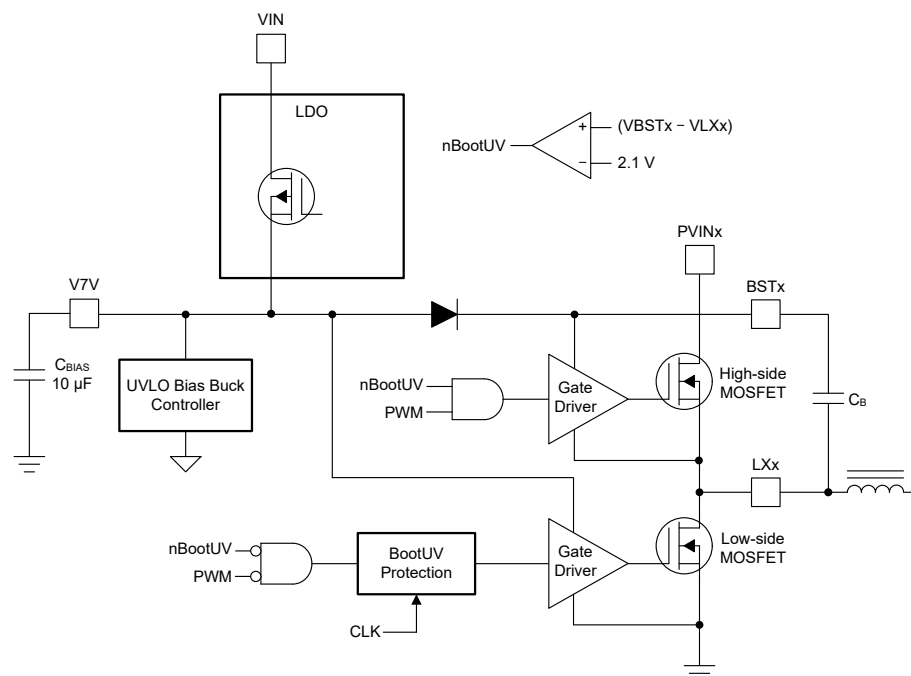 VIN
LDO
nBootUV
+
(VBSTx − VLXx)
−
2.1 V
PVINx
V7V
BSTx
CBIAS
10 µF
UVLO Bias Buck
Controller
nBootUV
PWM
Gate
Driver
High-side
MOSFET
CB
LXx
nBootUV
PWM
BootUV
Protection
CLK
Gate
Driver
Low-side
MOSFET